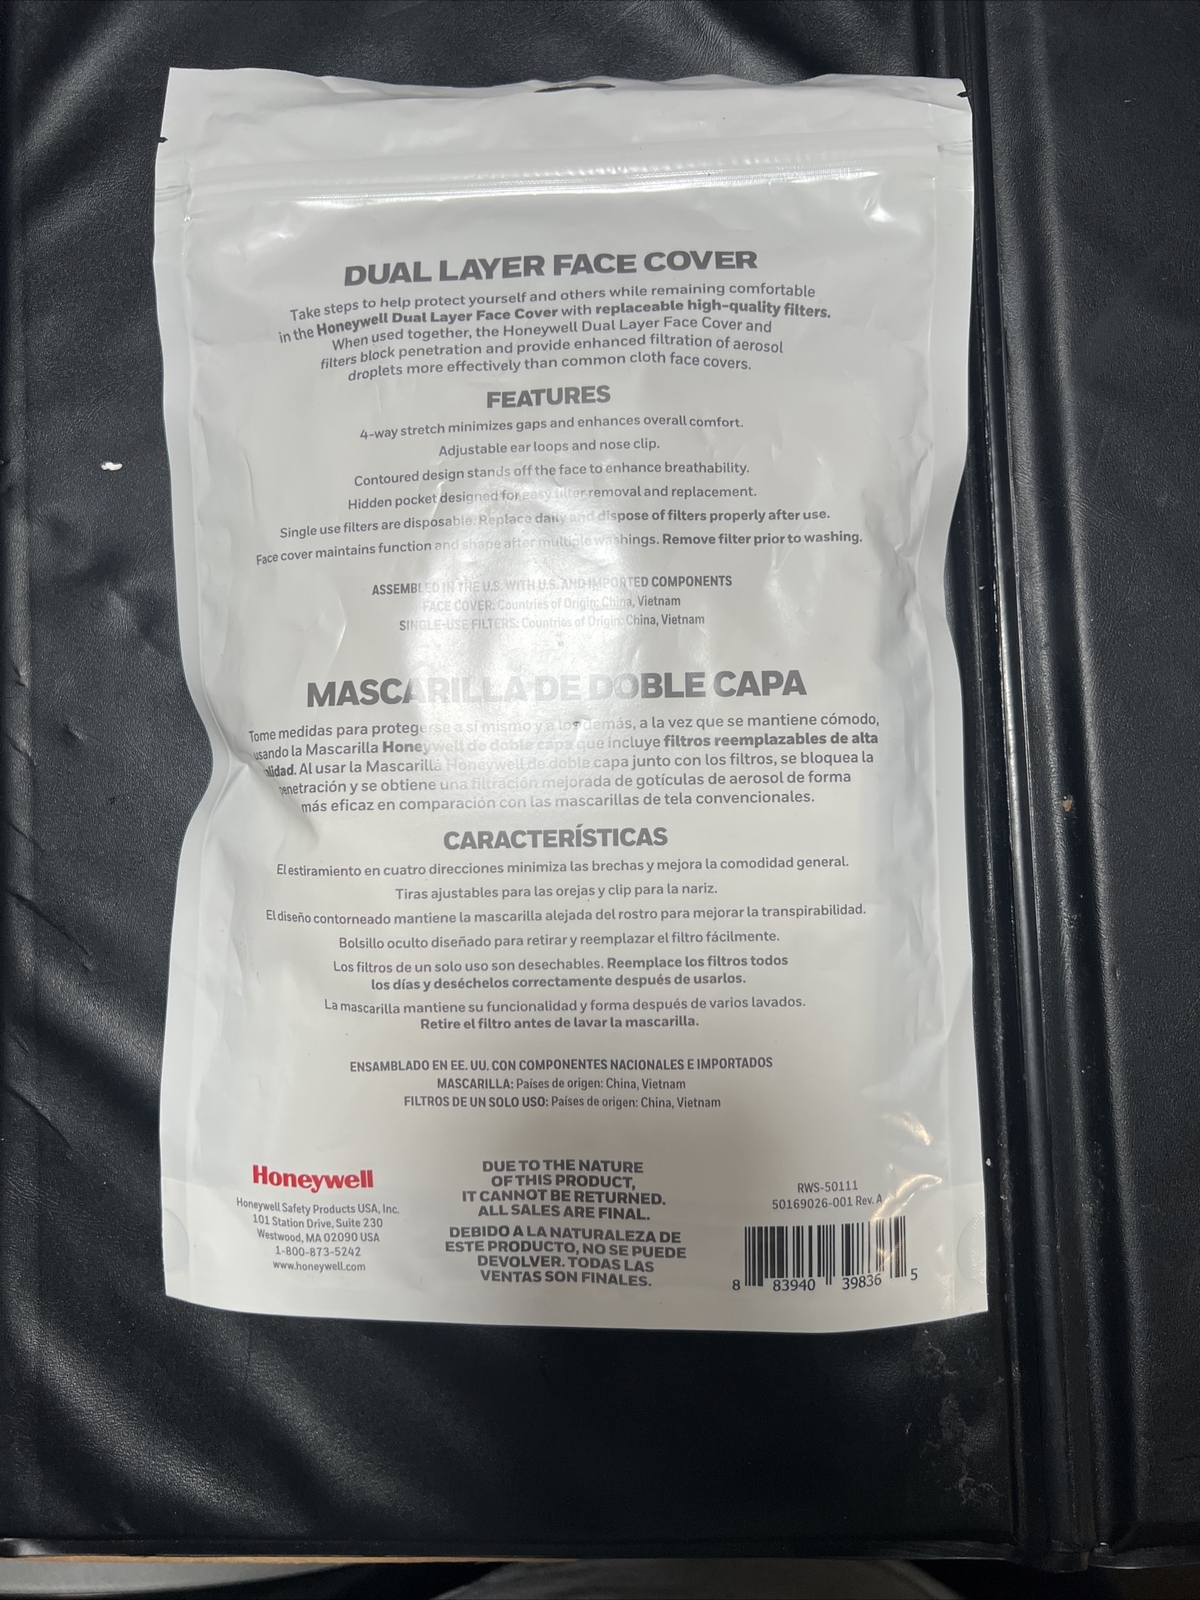 DUAL LAYER FACE COVER
Take steps to help protect yourself and others while remaining comfortable
in the Honeywell Dual Layer Face Cover with replaceable high-quality filters.
When used together, the Honeywell Dual Layer Face Cover and
filters block penetration and provide enhanced filtration of aerosol
droplets more effectively than common cloth face covers.
FEATURES
4-way stretch minimizes gaps and enhances overall comfort.
Adjustable ear loops and nose clip.
Contoured design stands off the face to enhance breathability.
Hidden pocket designed for easy filter removal and replacement.
Single use filters are disposable. Replace daily and dispose of filters properly after use.
Face cover maintains function and shape after multiple washings. Remove filter prior to washing.
ASSEMBLED IN THE U.S. WITH U.S. AND IMPORTED COMPONENTS
FACE COVER: Countries of Origin: China, Vietnam
SINGLE-USE FILTERS: Countries of Origin: China, Vietnam
MASCARILLA DE DOBLE CAPA
Tome medidas para protegerse a sí mismo y a los demás, a la vez que se mantiene cómodo,
usando la Mascarilla Honeywell de doble capa que incluye filtros reemplazables de alta
alidad. Al usar la Mascarilla Honeywell de doble capa junto con los filtros, se bloquea la
penetración y se obtiene una filtración mejorada de gotículas de aerosol de forma
más eficaz en comparación con las mascarillas de tela convencionales.
CARACTERÍSTICAS
El estiramiento en cuatro direcciones minimiza las brechas y mejora la comodidad general.
Tiras ajustables para las orejas y clip para la nariz.
El diseño contorneado mantiene la mascarilla alejada del rostro para mejorar la transpirabilidad.
Bolsillo oculto diseñado para retirar y reemplazar el filtro fácilmente.
Los filtros de un solo uso son desechables. Reemplace los filtros todos
los días y deséchelos correctamente después de usarlos.
La mascarilla mantiene su funcionalidad y forma después de varios lavados.
Retire el filtro antes de lavar la mascarilla.
ENSAMBLADO EN EE. UU. CON COMPONENTES NACIONALES E IMPORTADOS
MASCARILLA: Países de origen: China, Vietnam
FILTROS DE UN SOLO USO: Países de origen: China, Vietnam
Honeywell
Honeywell Safety Products USA, Inc.
101 Station Drive, Suite 230
Westwood, MA 02090 USA
1-800-873-5242
www.honeywell.com
DUE TO THE NATURE
OF THIS PRODUCT,
IT CANNOT BE RETURNED.
ALL SALES ARE FINAL.
DEBIDO A LA NATURALEZA DE
ESTE PRODUCTO, NO SE PUEDE
DEVOLVER. TODAS LAS
VENTAS SON FINALES.
RWS-50111
50169026-001 Rev. A
8 83940 39836 5